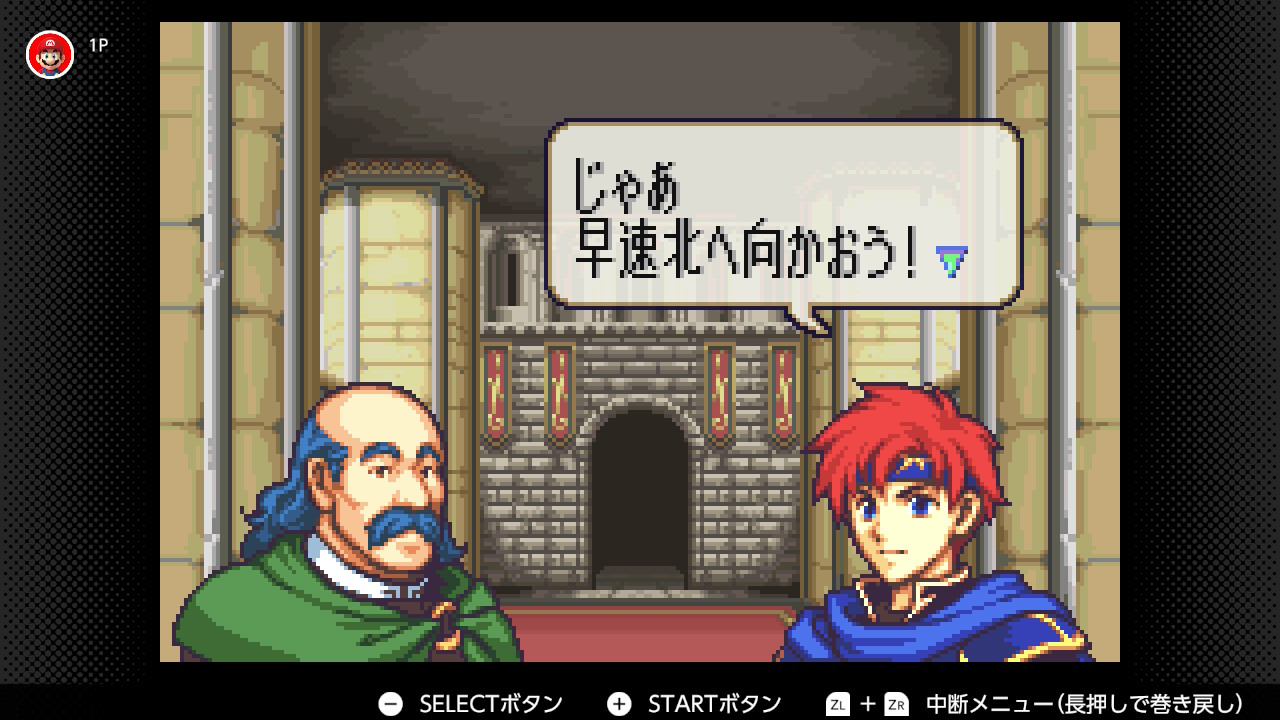 1P
じゃあ
早速北へ向かおう!
SELECTボタン
STARTボタン
ZL + ZR 中断メニュー(長押しで巻き戻し)